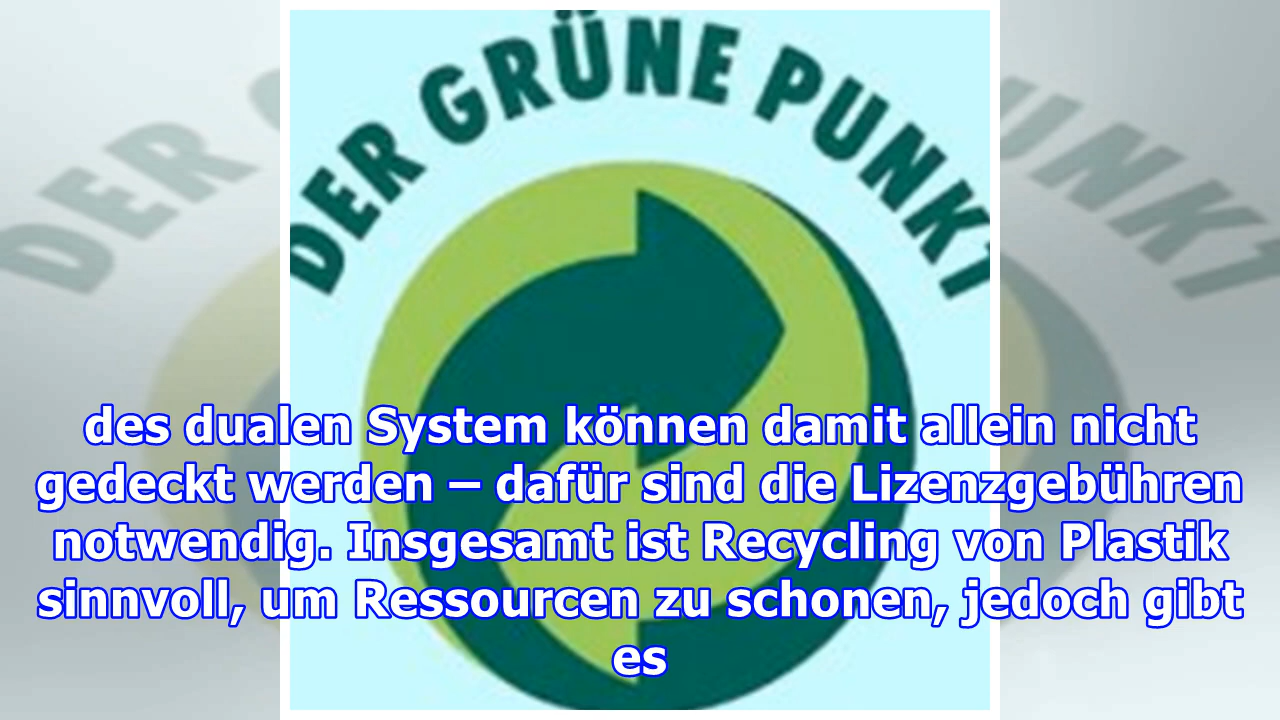 DER GRÜNE PUNKT
des dualen System können damit allein nicht
gedeckt werden – dafür sind die Lizenzgebühren
notwendig. Insgesamt ist Recycling von Plastik
sinnvoll, um Ressourcen zu schonen, jedoch gibt
es